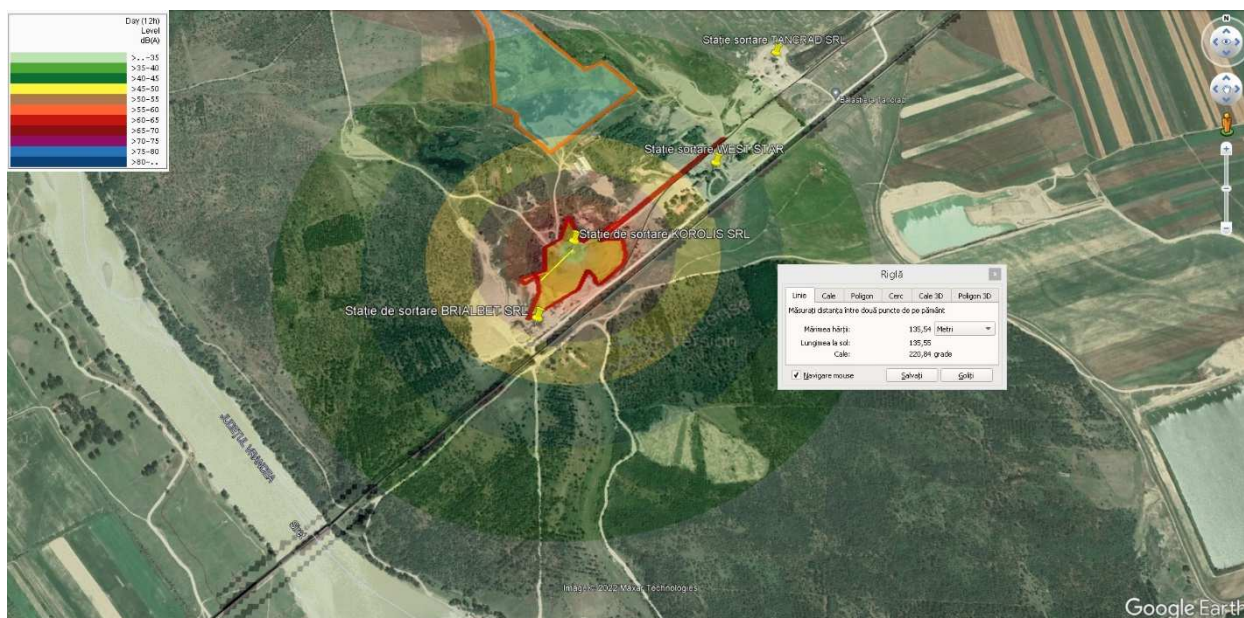 Day (12h)
Level
dB(A)
>..-35
>35-40
>40-45
>45-50
>50-55
>55-60
>60-65
>65-70
>70-75
>75-80
>80-..
Stație sortare TANCRAD SRL
Stație sortare WEST STAR
Stație de sortare KOROLIS SRL
Stație de sortare BRIALBET SRL
JUDEȚUL VRANCEA
Siret
Riglă
Linie Cale Poligon Cerc Cale 3D Poligon 3D
Măsurați distanța între două puncte de pe pământ
Mărimea hărții: 135,54 Metri
Lungimea la sol: 135,55
Cale: 220,84 grade
Navigare mouse Salvați Goliți
N
Image © 2022 Maxar Technologies
Google Earth